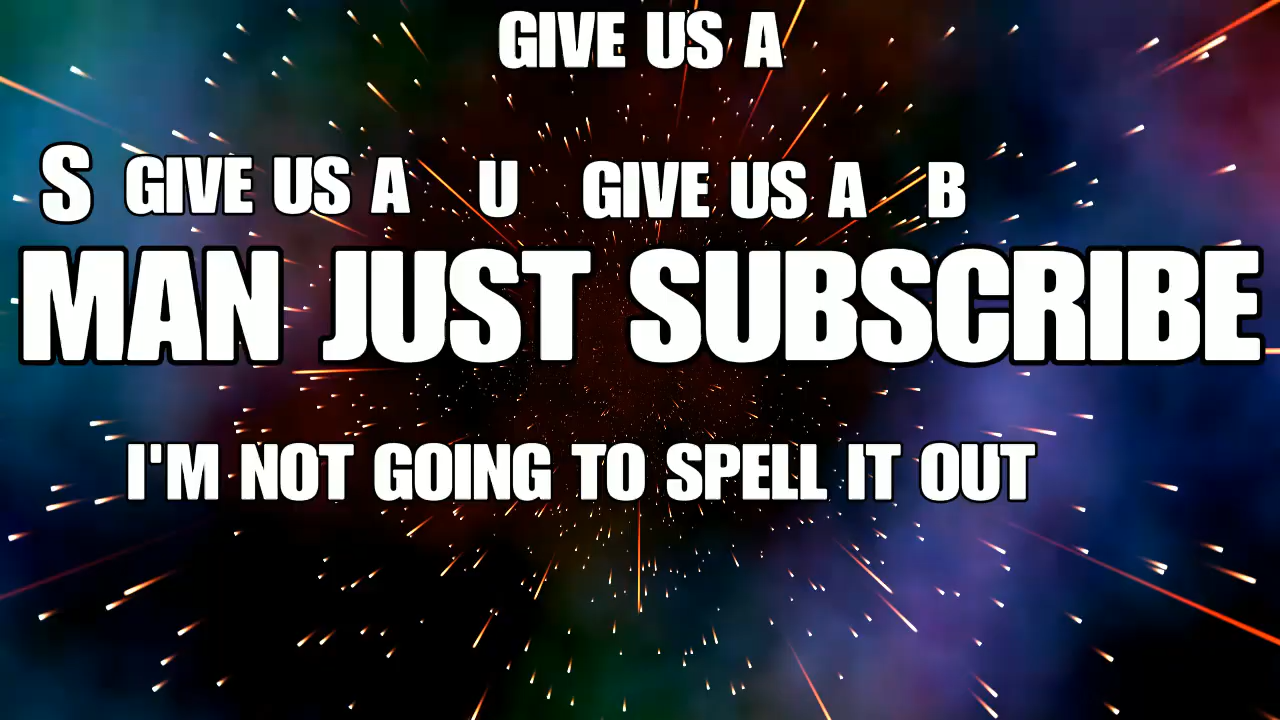 GIVE US A
S GIVE US A U GIVE US A B
MAN JUST SUBSCRIBE
I'M NOT GOING TO SPELL IT OUT